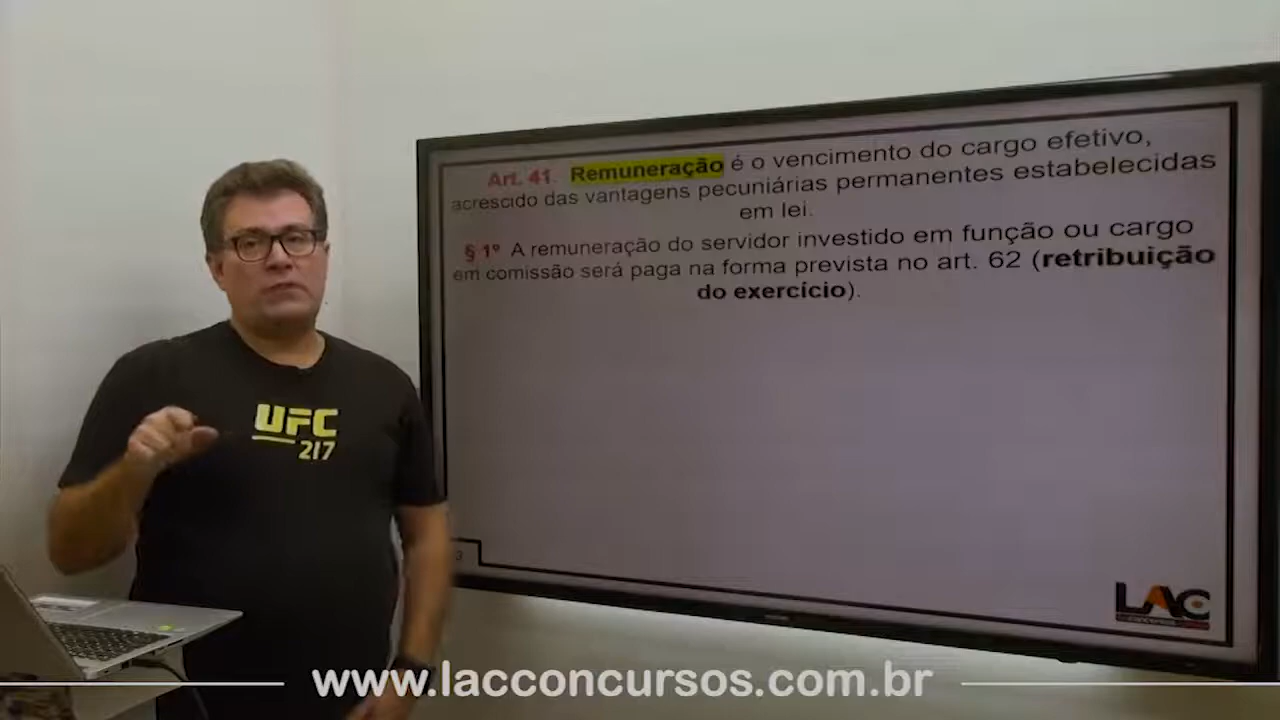 Art. 41. Remuneração é o vencimento do cargo efetivo,
acrescido das vantagens pecuniárias permanentes estabelecidas
em lei.
§ 1º A remuneração do servidor investido em função ou cargo
em comissão será paga na forma prevista no art. 62 (retribuição
do exercício).
UFC
217
LAC
www.lacconcursos.com.br